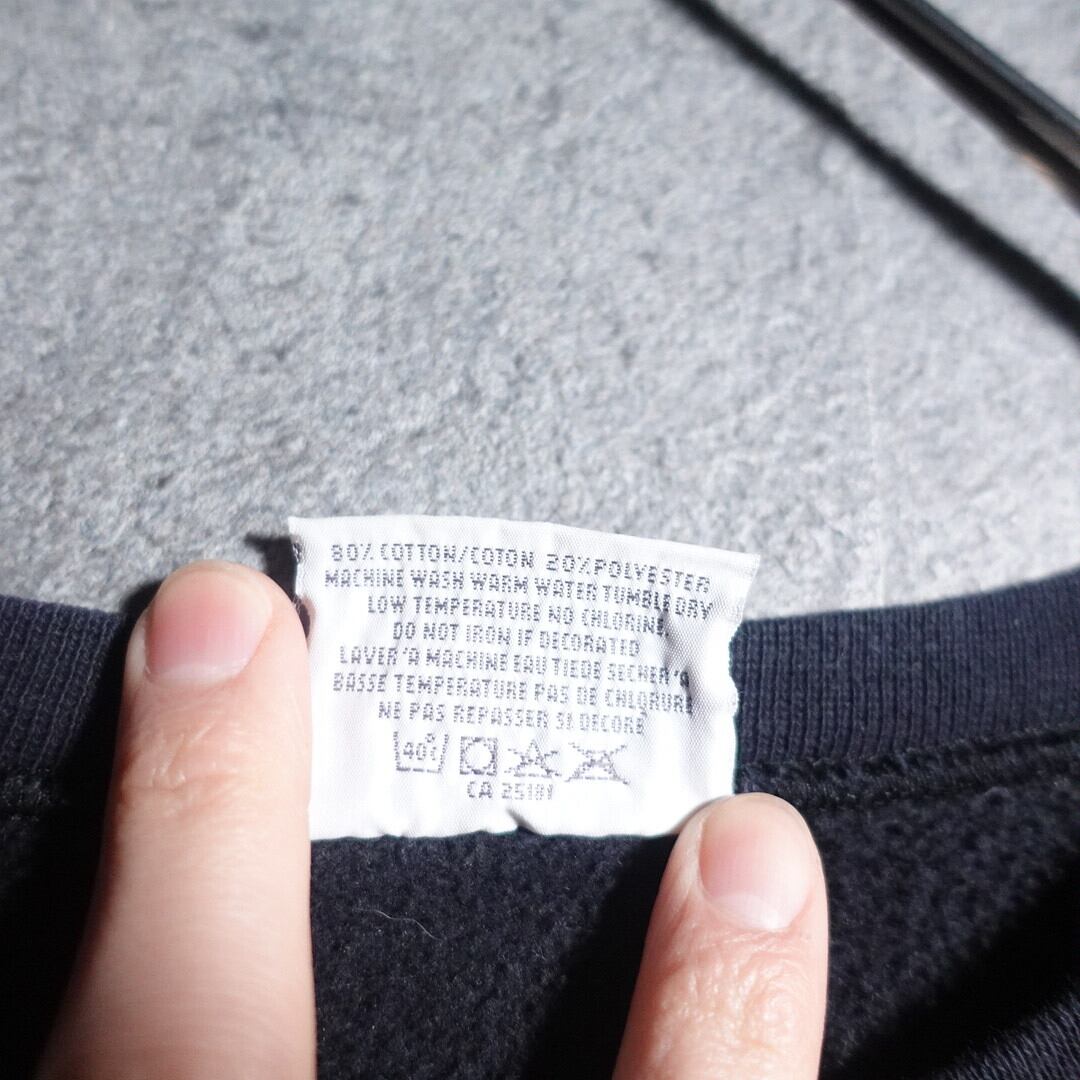 80% COTTON/COTON 20% POLYESTER
MACHINE WASH WARM WATER TUMBLE DRY
LOW TEMPERATURE NO CHLORINE
DO NOT IRON IF DECORATED
LAVER 'A MACHINE EAU TIEDE SECHER 'A
BASSE TEMPERATURE PAS DE CHLORURE
NE PAS REPASSER SI DECORE
40°C
CA 25181